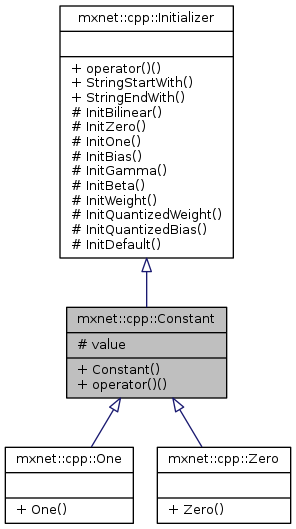 mxnet::cpp::Initializer
+ operator()()
+ StringStartWith()
+ StringEndWith()
# InitBilinear()
# InitZero()
# InitOne()
# InitBias()
# InitGamma()
# InitBeta()
# InitWeight()
# InitQuantizedWeight()
# InitQuantizedBias()
# InitDefault()
mxnet::cpp::Constant
# value
+ Constant()
+ operator()()
mxnet::cpp::One
+ One()
mxnet::cpp::Zero
+ Zero()